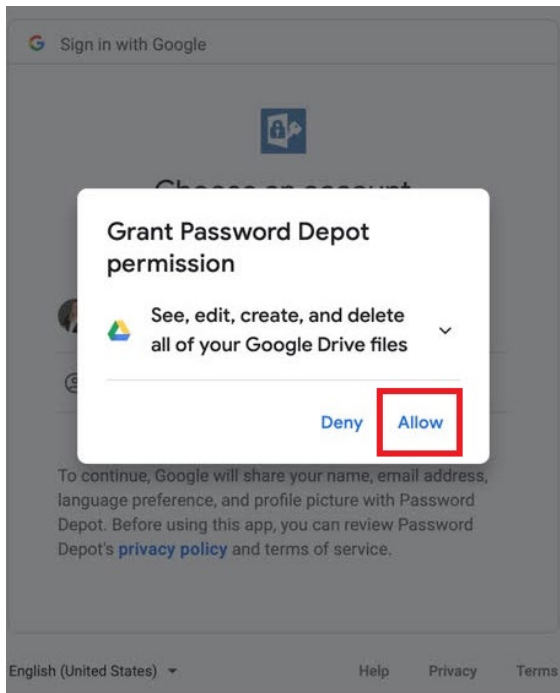 Sign in with Google
Choose an account
Grant Password Depot
permission
See, edit, create, and delete
all of your Google Drive files
Deny Allow
To continue, Google will share your name, email address,
language preference, and profile picture with Password
Depot. Before using this app, you can review Password
Depot's privacy policy and terms of service.
English (United States) Help Privacy Terms